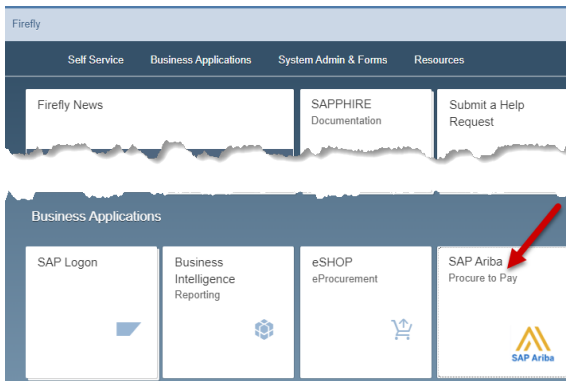 Firefly
Self Service Business Applications System Admin & Forms Resources
Firefly News
SAPPHIRE
Documentation
Submit a Help
Request
Business Applications
SAP Logon
Business
Intelligence
Reporting
eSHOP
eProcurement
SAP Ariba
Procure to Pay
SAP Ariba